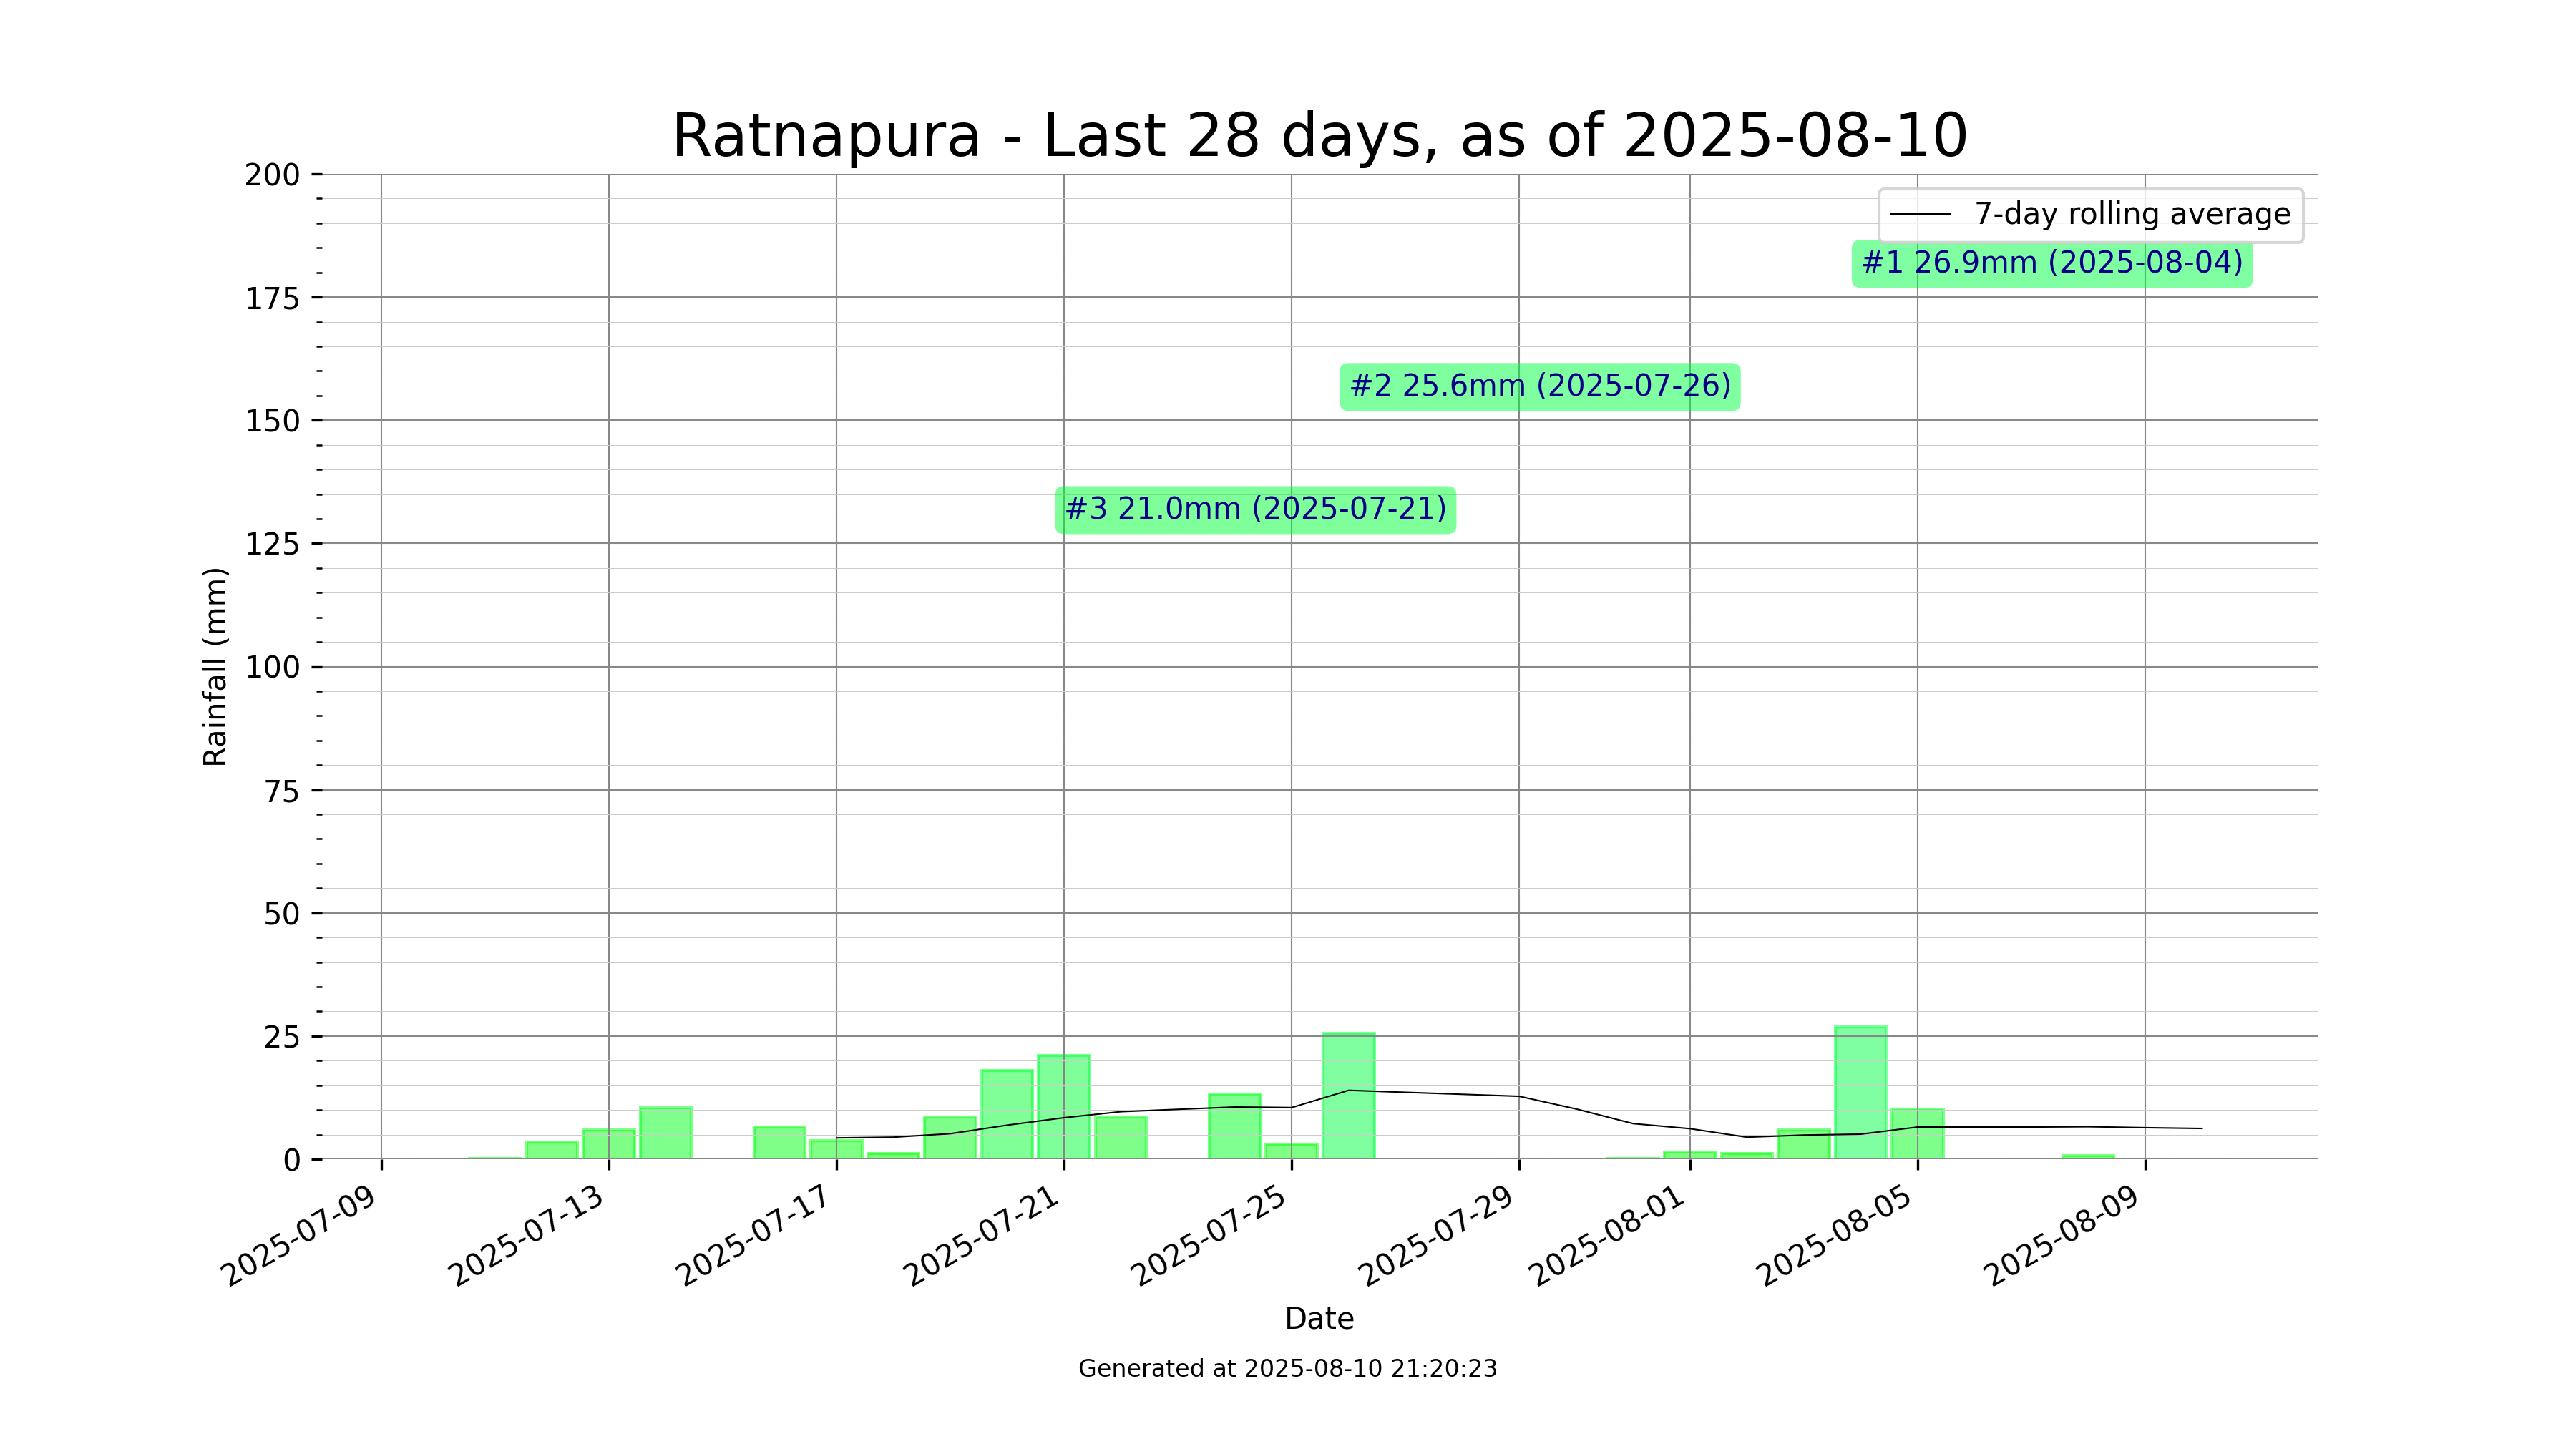 Ratnapura - Last 28 days, as of 2025-08-10
200
175
150
125
100
75
50
25
0
Rainfall (mm)
7-day rolling average
#1 26.9mm (2025-08-04)
#2 25.6mm (2025-07-26)
#3 21.0mm (2025-07-21)
2025-07-09
2025-07-13
2025-07-17
2025-07-21
2025-07-25
2025-07-29
2025-08-01
2025-08-05
2025-08-09
Date
Generated at 2025-08-10 21:20:23